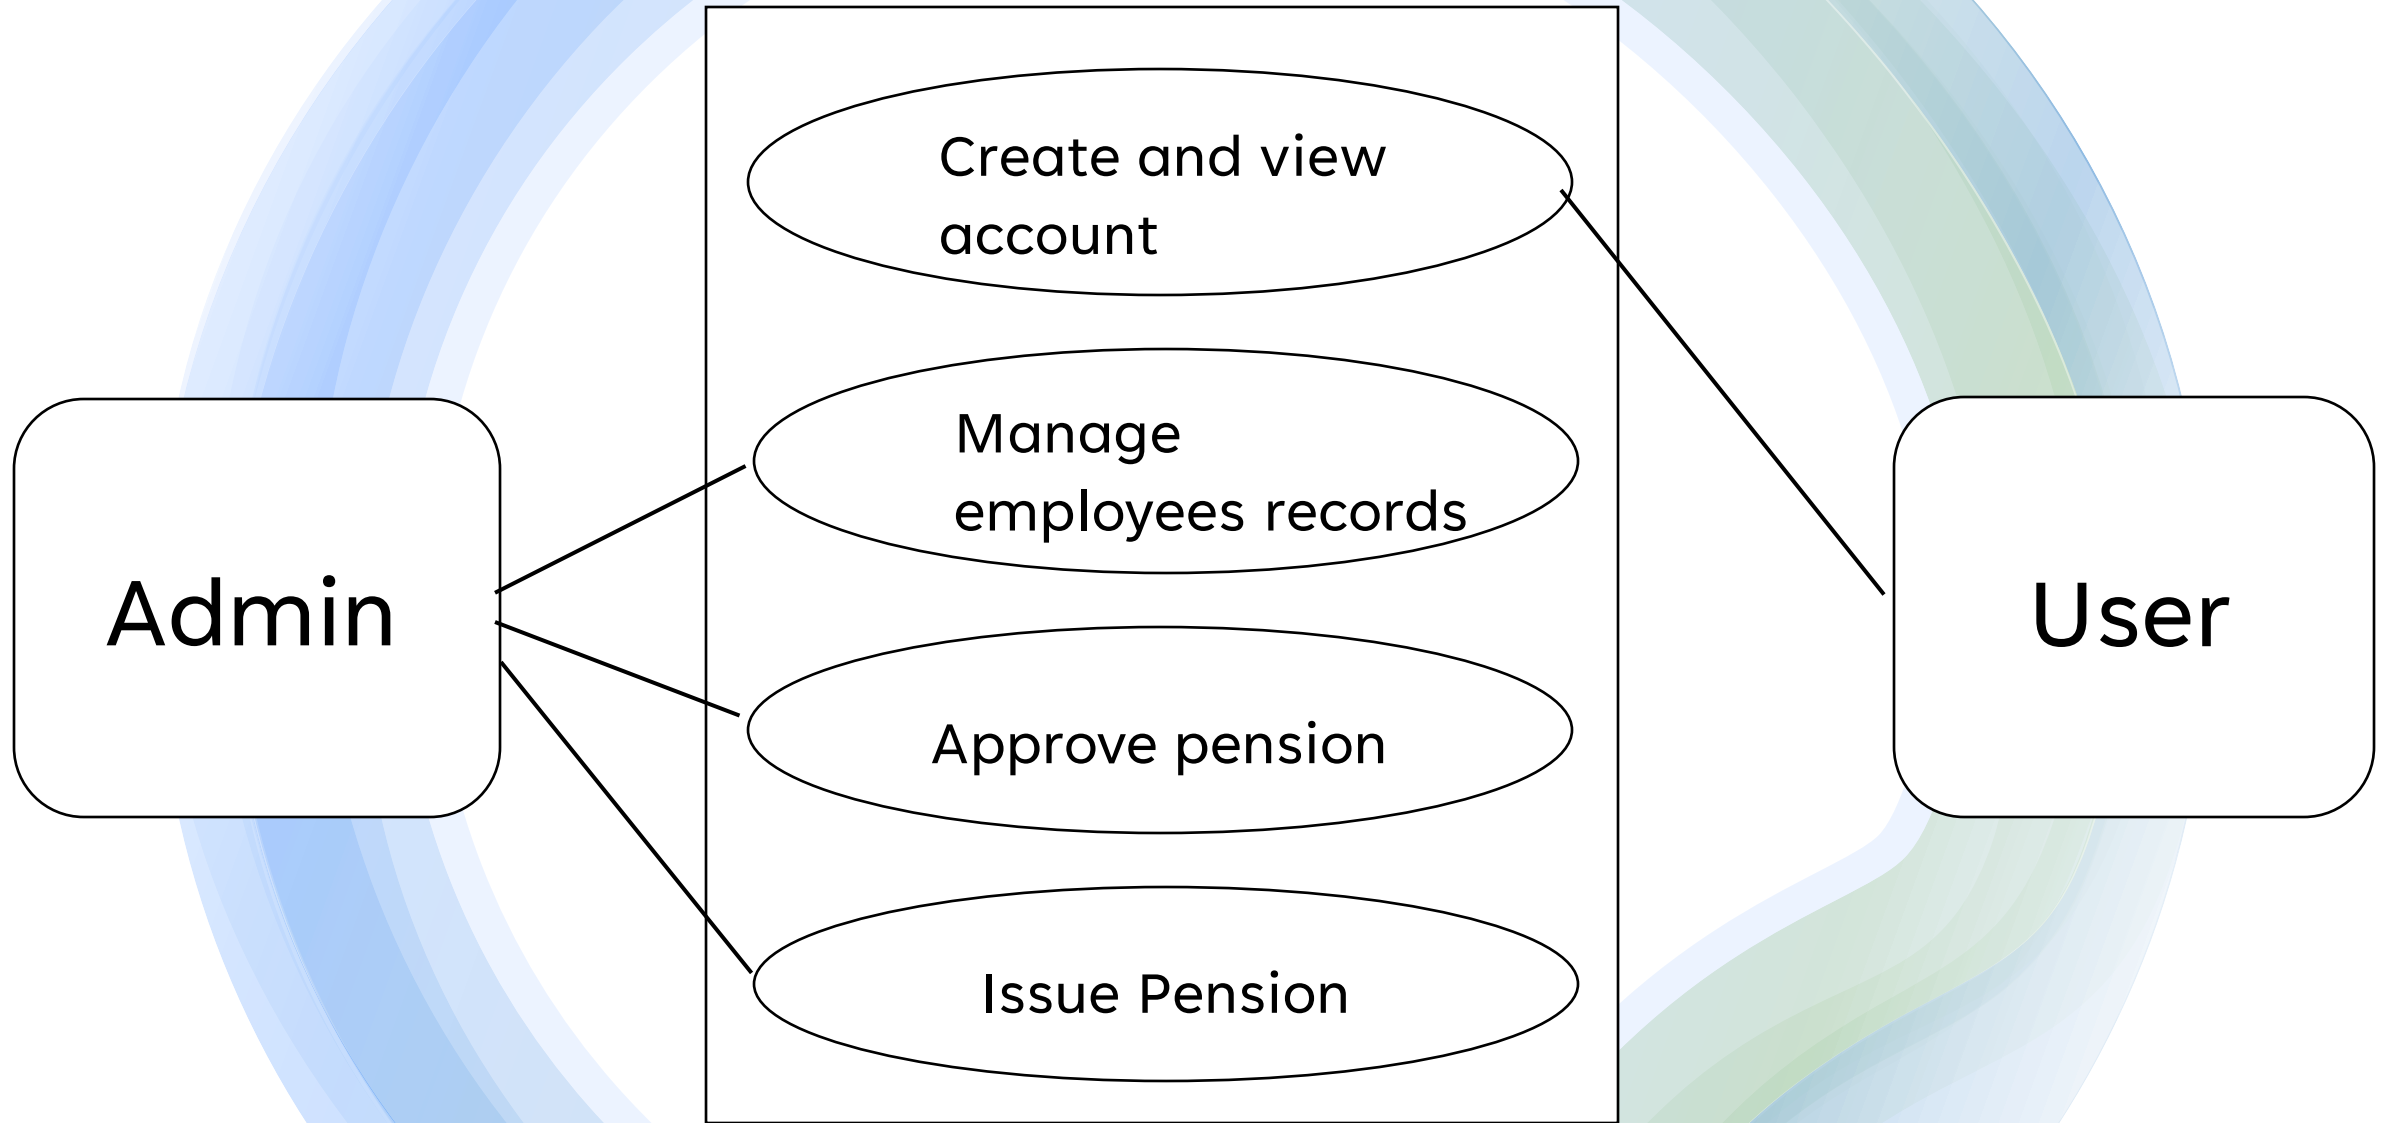 Create and view
account
Manage
employees records
Admin
User
Approve pension
Issue Pension